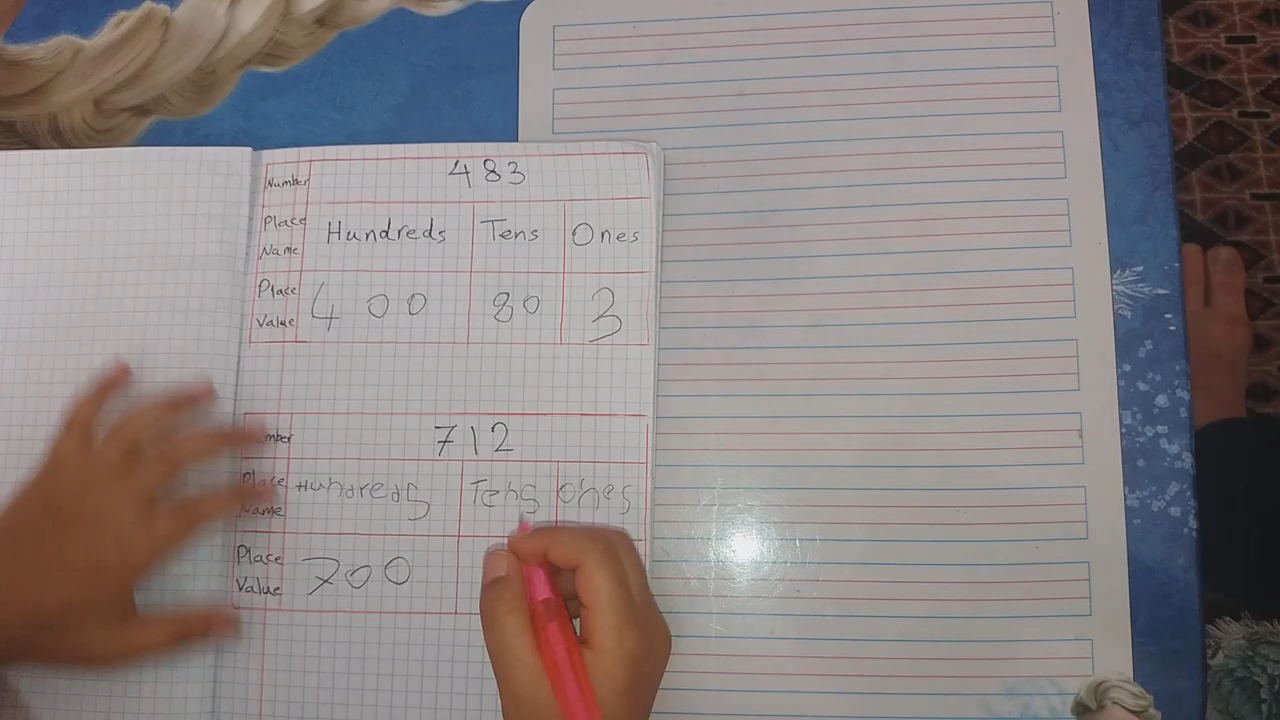 Number 483
Place Name Hundreds Tens Ones
Place Value 400 80 3
712
Place Name Hundreds Tens Ones
Place Value 700